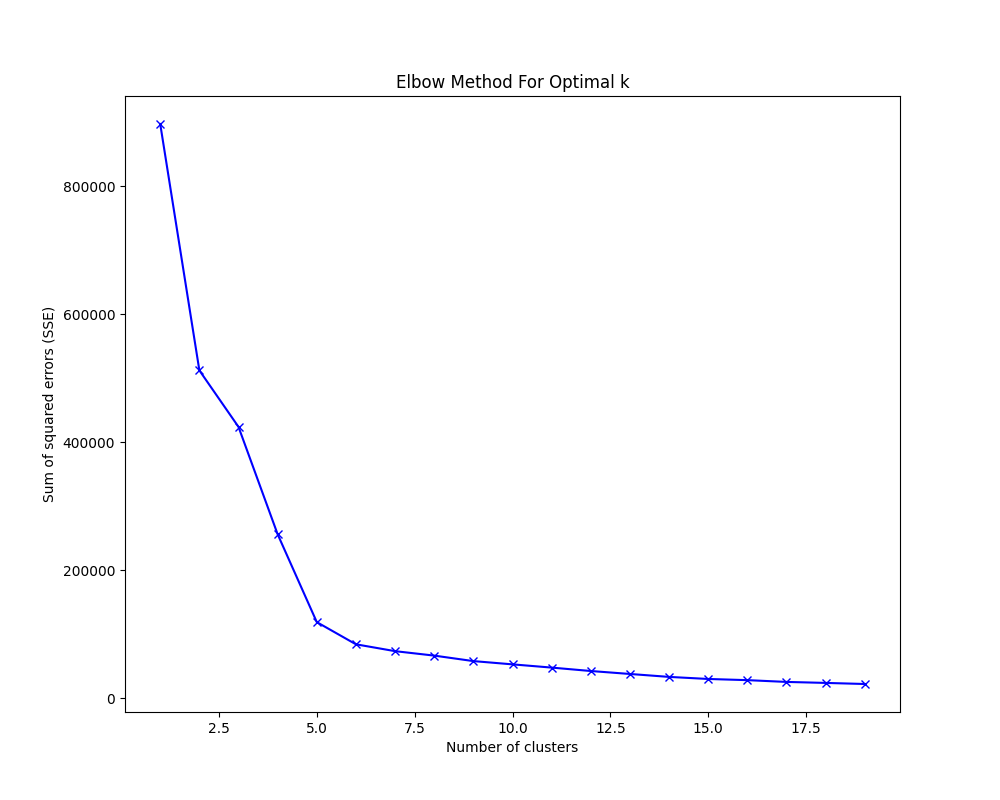 Elbow Method For Optimal k
800000
600000
400000
200000
0
Sum of squared errors (SSE)
2.5 5.0 7.5 10.0 12.5 15.0 17.5
Number of clusters